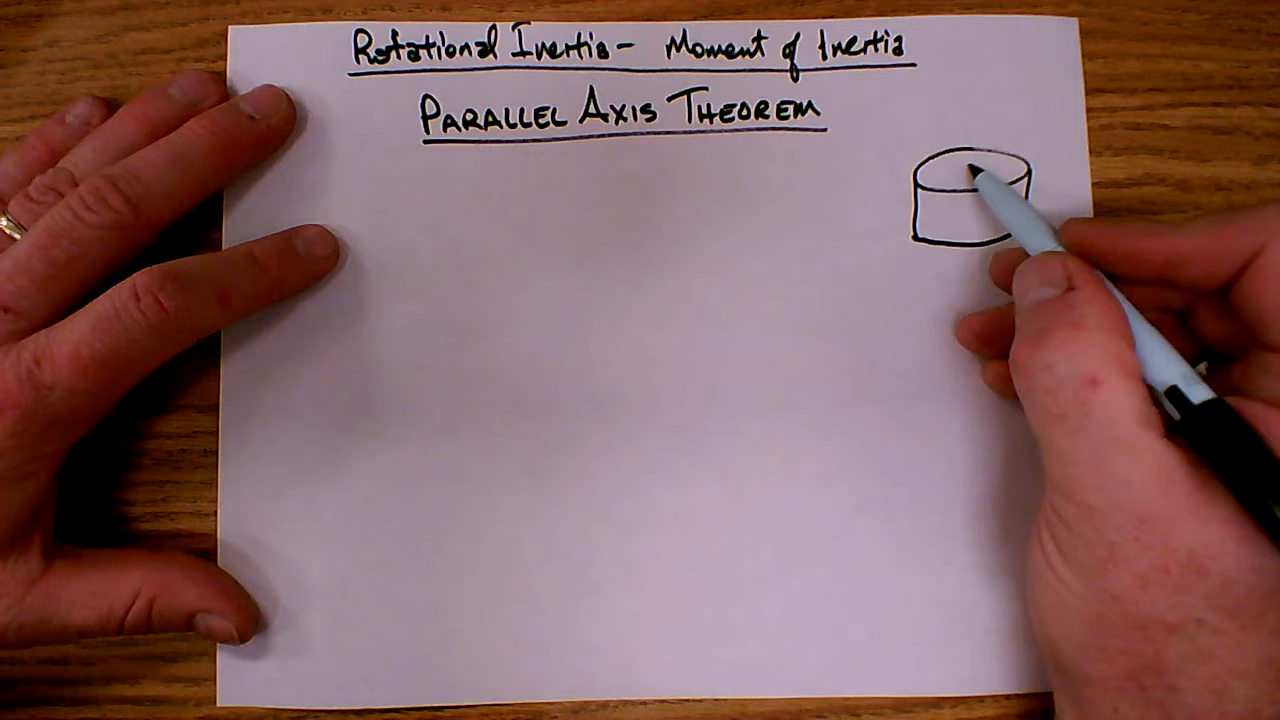 Rotational Inertia - Moment of Inertia
PARALLEL AXIS THEOREM